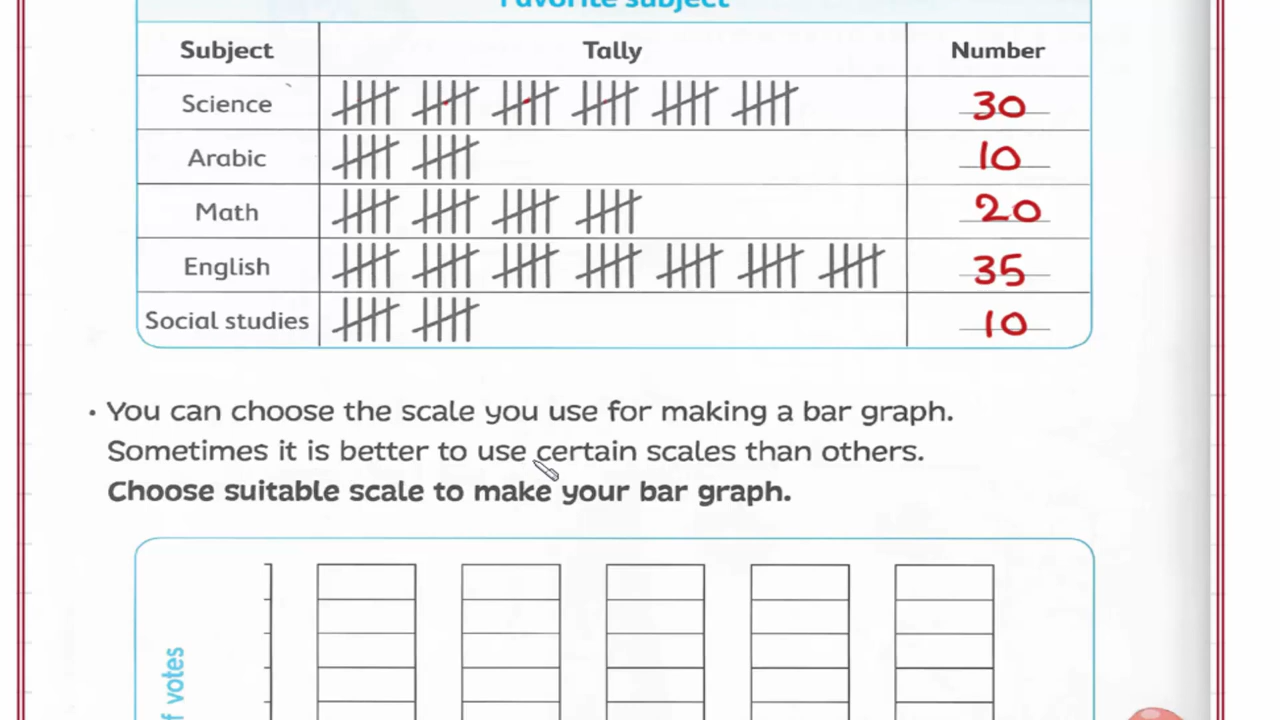 Favorite subject
Subject Tally Number
Science 30
Arabic 10
Math 20
English 35
Social studies 10
• You can choose the scale you use for making a bar graph.
Sometimes it is better to use certain scales than others.
Choose suitable scale to make your bar graph.
votes